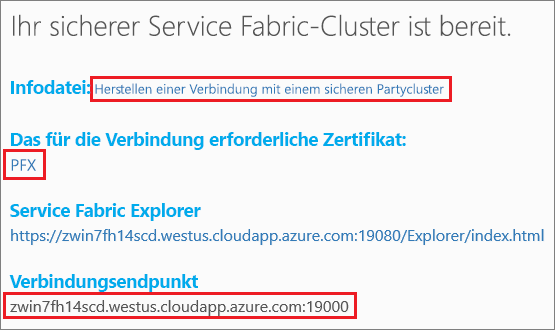 Ihr sicherer Service Fabric-Cluster ist bereit.
Infodatei: Herstellen einer Verbindung mit einem sicheren Partycluster
Das für die Verbindung erforderliche Zertifikat:
PFX
Service Fabric Explorer
https://zwin7fh14scd.westus.cloudapp.azure.com:19080/Explorer/index.html
Verbindungsendpunkt
zwin7fh14scd.westus.cloudapp.azure.com:19000